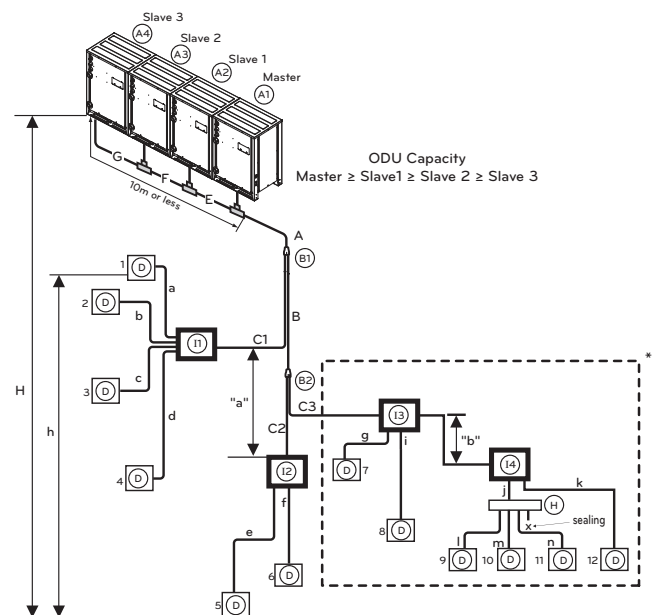 Slave 3
A4
Slave 2
A3
Slave 1
A2
Master
A1
ODU Capacity
Master ≥ Slave1 ≥ Slave 2 ≥ Slave 3
G
F
E
10m or less
A
B1
H
h
1 D
a
2 D
b
I1
C1
B
3 D
c
d
4 D
"a"
B2
C3
C2
*
I3
g
i
"b"
D 7
I4
j
k
I2
f
e
H
x
sealing
8 D
l
m
n
9 D
10 D
11 D
12 D
6 D
5 D